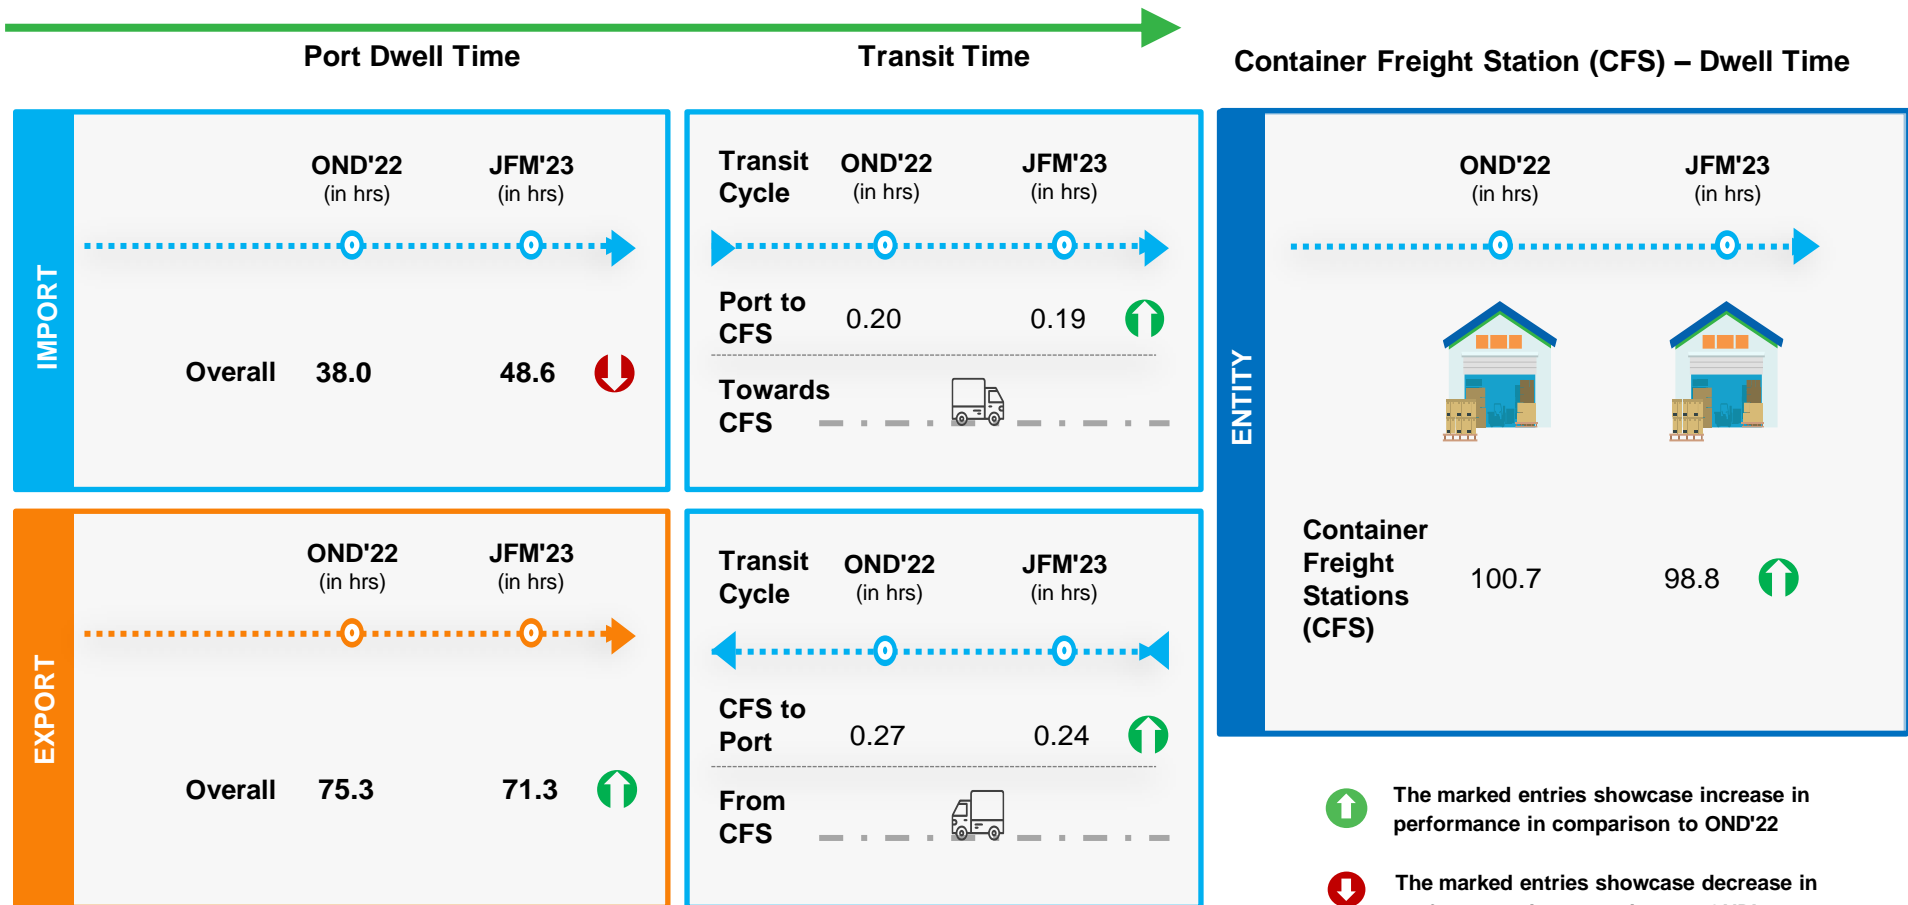 Port Dwell Time
Transit Time
Container Freight Station (CFS) – Dwell Time
IMPORT
OND'22
(in hrs)
JFM'23
(in hrs)
Overall 38.0 48.6
Transit
Cycle
OND'22
(in hrs)
JFM'23
(in hrs)
Port to
CFS
0.20 0.19
Towards
CFS
EXPORT
OND'22
(in hrs)
JFM'23
(in hrs)
Overall 75.3 71.3
Transit
Cycle
OND'22
(in hrs)
JFM'23
(in hrs)
CFS to
Port
0.27 0.24
From
CFS
ENTITY
OND'22
(in hrs)
JFM'23
(in hrs)
Container
Freight
Stations
(CFS)
100.7 98.8
The marked entries showcase increase in
performance in comparison to OND'22
The marked entries showcase decrease in